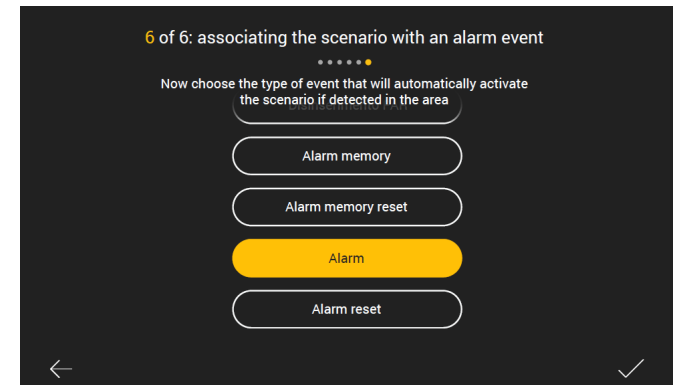 6 of 6: associating the scenario with an alarm event
Now choose the type of event that will automatically activate
the scenario if detected in the area
Alarm memory
Alarm memory reset
Alarm
Alarm reset